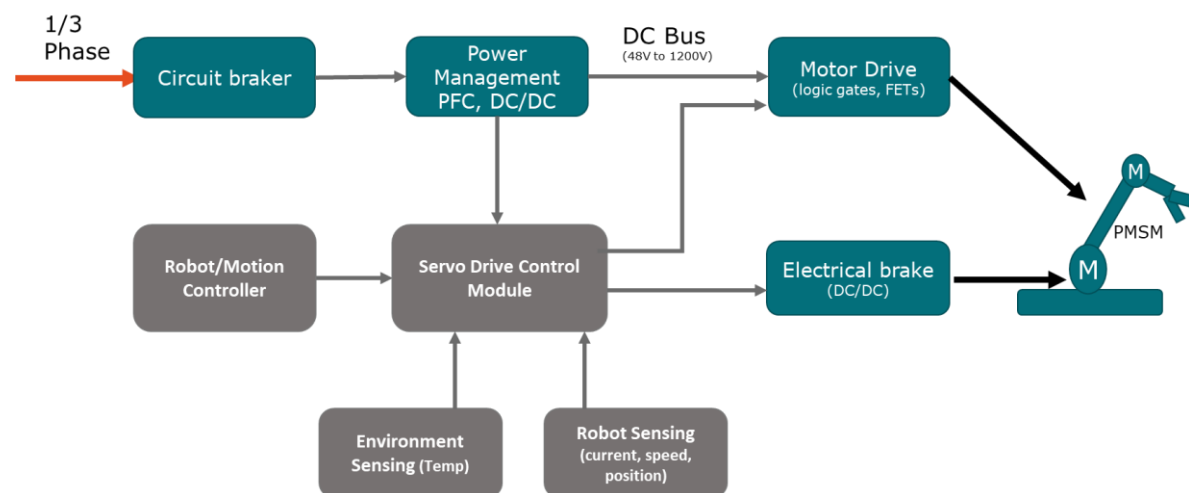 1/3
Phase
Circuit braker
Power
Management
PFC, DC/DC
DC Bus
(48V to 1200V)
Motor Drive
(logic gates, FETs)
M
PMSM
M
Robot/Motion
Controller
Servo Drive Control
Module
Electrical brake
(DC/DC)
Environment
Sensing (Temp)
Robot Sensing
(current, speed,
position)